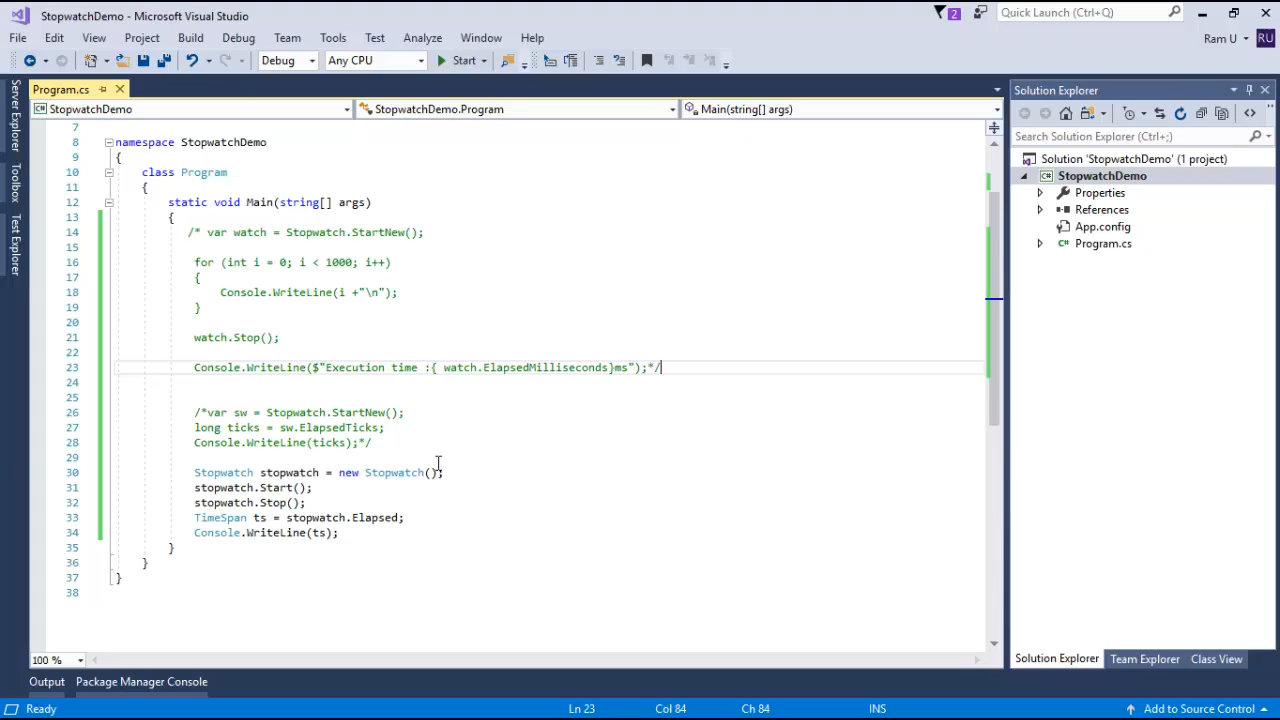 StopwatchDemo - Microsoft Visual Studio
2
Quick Launch (Ctrl+Q)
File Edit View Project Build Debug Team Tools Test Analyze Window Help
Ram U RU
Debug Any CPU Start
Program.cs
Solution Explorer
StopwatchDemo StopwatchDemo.Program Main(string[] args)
Search Solution Explorer (Ctrl+;)
Solution 'StopwatchDemo' (1 project)
StopwatchDemo
Properties
References
App.config
Program.cs
Server Explorer
Toolbox
Test Explorer
7
8 namespace StopwatchDemo
9 {
10 class Program
11 {
12 static void Main(string[] args)
13 {
14 /* var watch = Stopwatch.StartNew();
15
16 for (int i = 0; i < 1000; i++)
17 {
18 Console.WriteLine(i +"\n");
19 }
20
21 watch.Stop();
22
23 Console.WriteLine($"Execution time :{ watch.ElapsedMilliseconds}ms");*/
24
25
26 /*var sw = Stopwatch.StartNew();
27 long ticks = sw.ElapsedTicks;
28 Console.WriteLine(ticks);*/
29
30 Stopwatch stopwatch = new Stopwatch();
31 stopwatch.Start();
32 stopwatch.Stop();
33 TimeSpan ts = stopwatch.Elapsed;
34 Console.WriteLine(ts);
35 }
36 }
37 }
38
100 %
Solution Explorer Team Explorer Class View
Output Package Manager Console
Ready Ln 23 Col 84 Ch 84 INS Add to Source Control